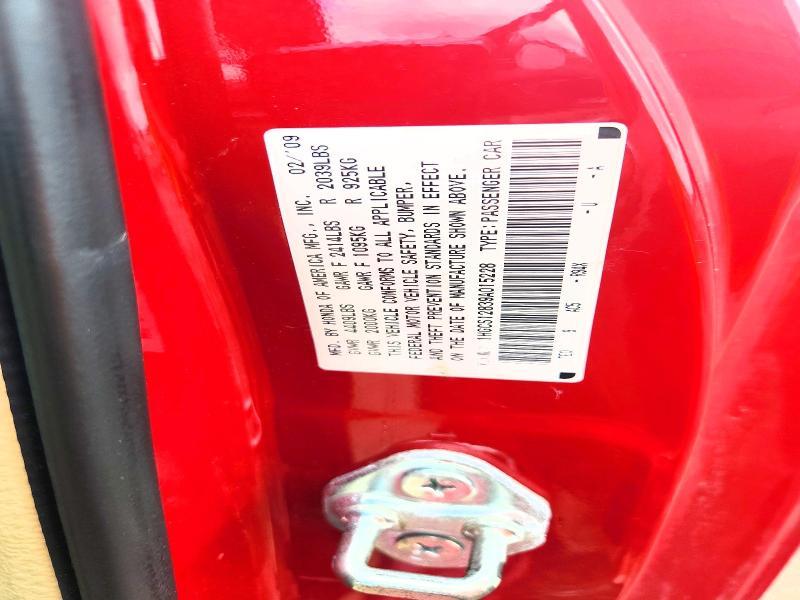 MFD. BY HONDA OF AMERICA MFG., INC. 02/'09
GVWR 4409LBS GAWR F 2414LBS R 2039LBS
GVWR 2000KG GAWR F 1095KG R 925KG
THIS VEHICLE CONFORMS TO ALL APPLICABLE
FEDERAL MOTOR VEHICLE SAFETY, BUMPER,
AND THEFT PREVENTION STANDARDS IN EFFECT
ON THE DATE OF MANUFACTURE SHOWN ABOVE.
1HGCS12839A015228 TYPE:PASSENGER CAR
- U - A